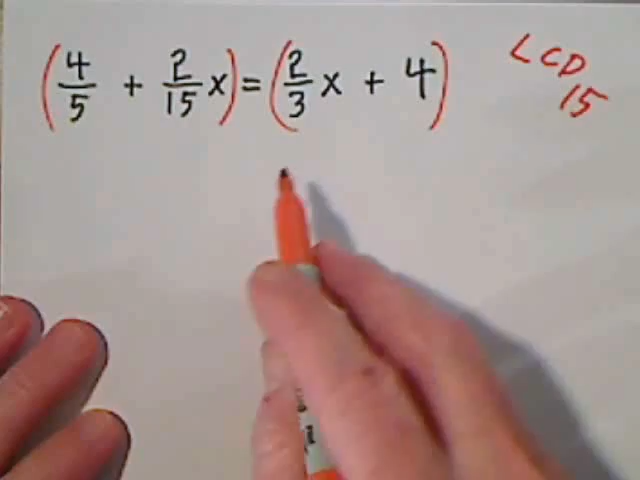 (4/5 + 2/15 x) = (2/3 x + 4)
LCD
15